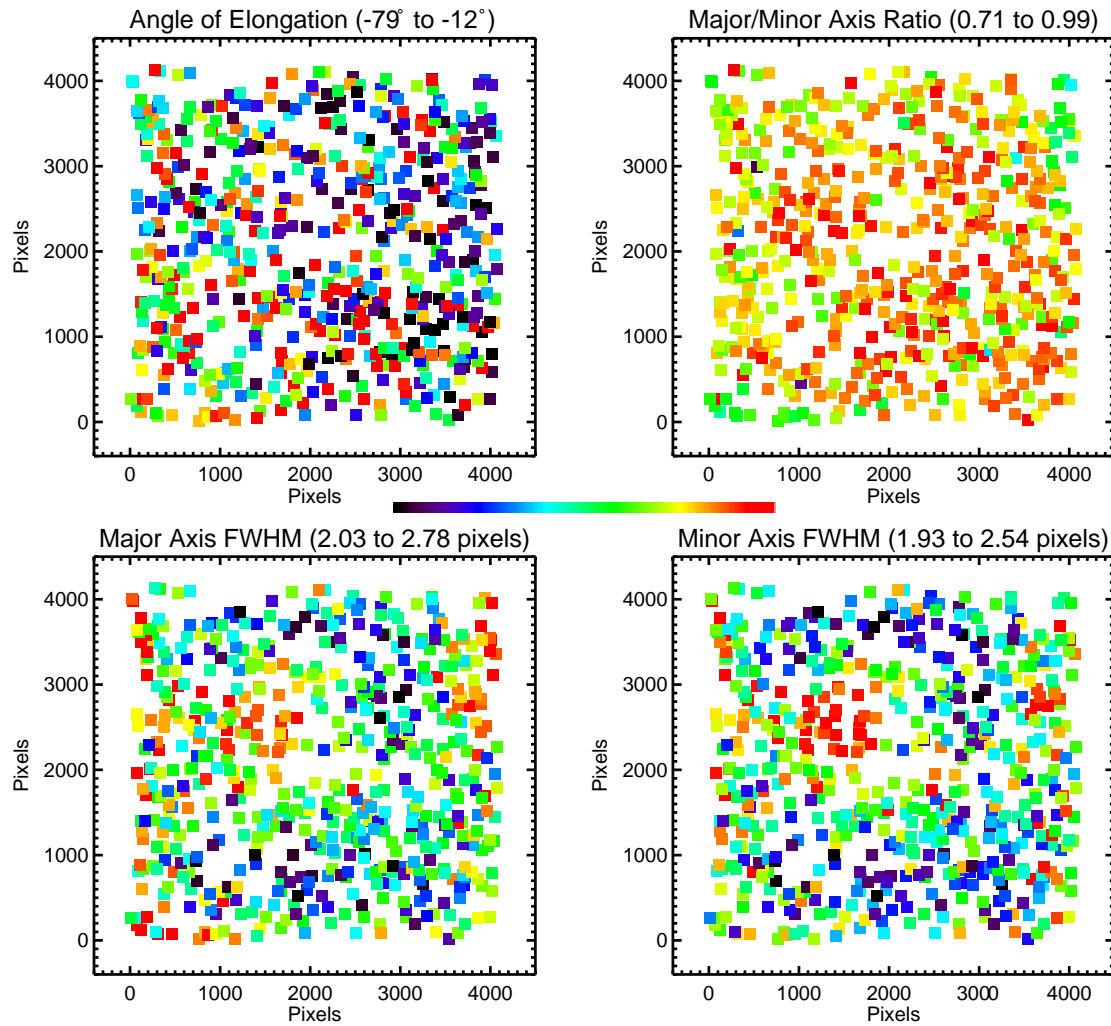 Angle of Elongation (-79° to -12°)
Major/Minor Axis Ratio (0.71 to 0.99)
4000
3000
2000
1000
0
Pixels
0 1000 2000 3000 4000
Pixels
4000
3000
2000
1000
0
Pixels
0 1000 2000 3000 4000
Pixels
Major Axis FWHM (2.03 to 2.78 pixels)
Minor Axis FWHM (1.93 to 2.54 pixels)
4000
3000
2000
1000
0
Pixels
0 1000 2000 3000 4000
Pixels
4000
3000
2000
1000
0
Pixels
0 1000 2000 3000 4000
Pixels